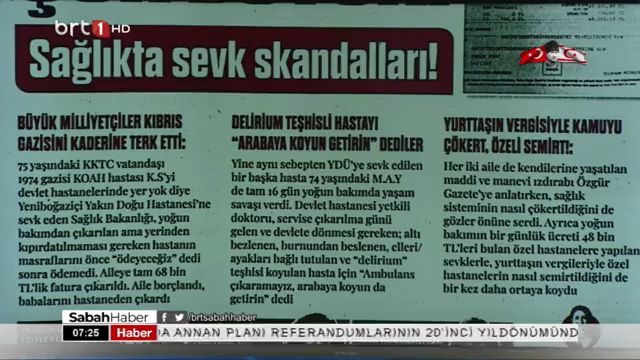 brt1HD
Sağlıkta sevk skandalları!
BÜYÜK MİLLİYETÇİLER KIBRIS
GAZİSİNİ KADERİNE TERK ETTİ:
75 yaşındaki KKTC vatandaşı
1974 gazisi KOAH hastası K.S'yi
devlet hastanelerinde yer yok diye
Yeniboğaziçi Yakın Doğu Hastanesi'ne
sevk eden Sağlık Bakanlığı, yoğun
bakımdan çıkarılan ama yerinden
kıpırdatılmaması gereken hastanın
masraflarını önce "ödeyeceğiz" dedi
sonra ödemedi. Aileye tam 68 bin
TL'lik fatura çıkarıldı. Aile borçlandı,
babalarını hastaneden çıkardı
DELIRIUM TEŞHİSLİ HASTAYI
"ARABAYA KOYUN GETİRİN" DEDİLER
Yine aynı sebepten YDÜ'ye sevk edilen
bir başka hasta 74 yaşındaki M.A.Y
de tam 16 gün yoğun bakımda yaşam
savaşı verdi. Devlet hastanesi yetkili
doktoru, servise çıkarılma günü
gelen ve devlete dönmesi gereken; altı
bezlenen, burnundan beslenen, elleri/
ayakları bağlı tutulan ve "delirium"
teşhisi koyulan hasta için "Ambulans
çıkaramayız, arabaya koyun da
getirin" dedi
YURTTAŞIN VERGİSİYLE KAMUYU
ÇÖKERT, ÖZELİ SEMİRT:
Her iki aile de kendilerine yaşatılan
maddi ve manevi ızdırabı Özgür
Gazete'ye anlatırken, sağlık
sisteminin nasıl çökertildiğini de
gözler önüne serdi. Ayrıca yoğun
bakımın bir günlük ücreti 48 bin
TL'leri bulan özel hastanelere yapılan
sevklerle, yurttaşın vergileriyle özel
hastanelerin nasıl semirtildiğini de
bir kez daha ortaya koydu
SabahHaber
/brtsabahhaber
07:25 Haber DA ANNAN PLANI REFERANDUMLARININ 20'İNCİ YILDÖNÜMÜND